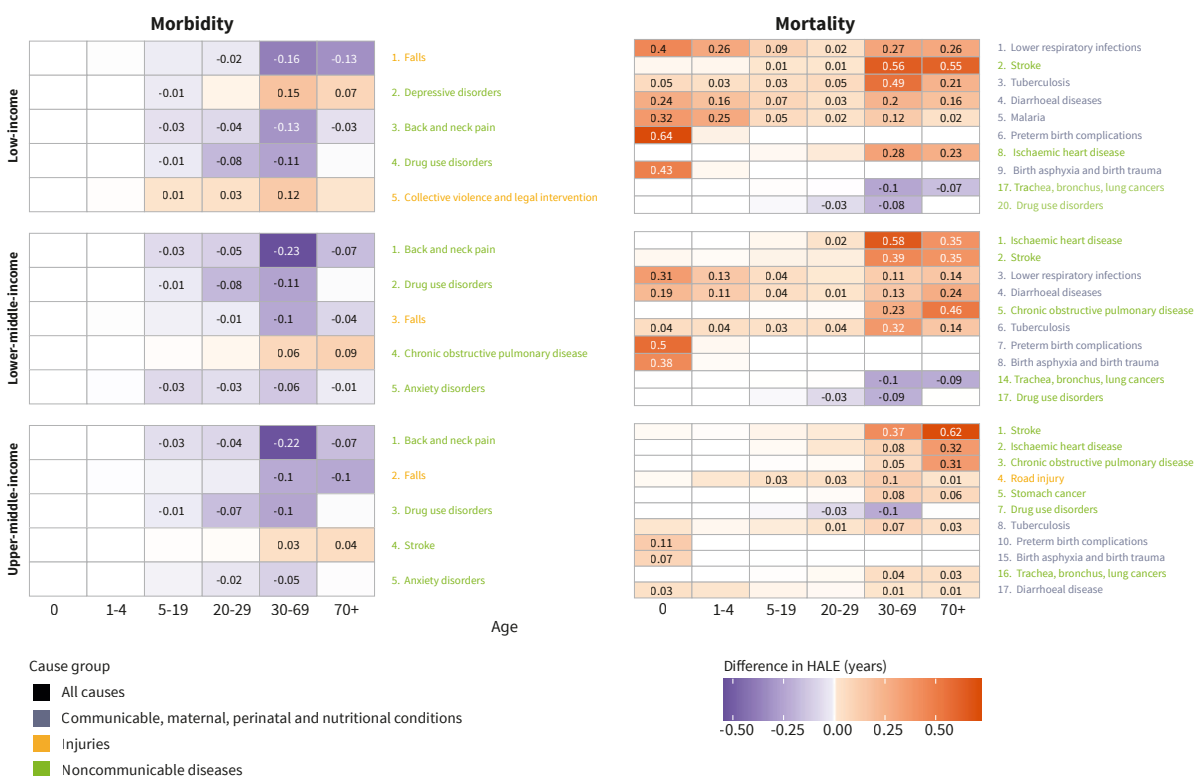 Morbidity
Low-income
-0.02 -0.16 -0.13 1. Falls
-0.01 0.15 0.07 2. Depressive disorders
-0.03 -0.04 -0.13 -0.03 3. Back and neck pain
-0.01 -0.08 -0.11 4. Drug use disorders
0.01 0.03 0.12 5. Collective violence and legal intervention
Lower-middle-income
-0.03 -0.05 -0.23 -0.07 1. Back and neck pain
-0.01 -0.08 -0.11 2. Drug use disorders
-0.01 -0.1 -0.04 3. Falls
0.06 0.09 4. Chronic obstructive pulmonary disease
-0.03 -0.03 -0.06 -0.01 5. Anxiety disorders
Upper-middle-income
-0.03 -0.04 -0.22 -0.07 1. Back and neck pain
-0.1 -0.1 2. Falls
-0.01 -0.07 -0.1 3. Drug use disorders
0.03 0.04 4. Stroke
-0.02 -0.05 5. Anxiety disorders
0 1-4 5-19 20-29 30-69 70+
Mortality
0.4 0.26 0.09 0.02 0.27 0.26 1. Lower respiratory infections
0.01 0.01 0.56 0.55 2. Stroke
0.05 0.03 0.03 0.05 0.49 0.21 3. Tuberculosis
0.24 0.16 0.07 0.03 0.2 0.16 4. Diarrhoeal diseases
0.32 0.25 0.05 0.02 0.12 0.02 5. Malaria
0.64 6. Preterm birth complications
0.28 0.23 8. Ischaemic heart disease
0.43 9. Birth asphyxia and birth trauma
-0.1 -0.07 17. Trachea, bronchus, lung cancers
-0.03 -0.08 20. Drug use disorders
0.02 0.58 0.35 1. Ischaemic heart disease
0.39 0.35 2. Stroke
0.31 0.13 0.04 0.11 0.14 3. Lower respiratory infections
0.19 0.11 0.04 0.01 0.13 0.24 4. Diarrhoeal diseases
0.23 0.46 5. Chronic obstructive pulmonary disease
0.04 0.04 0.03 0.04 0.32 0.14 6. Tuberculosis
0.5 7. Preterm birth complications
0.38 8. Birth asphyxia and birth trauma
-0.1 -0.09 14. Trachea, bronchus, lung cancers
-0.03 -0.09 17. Drug use disorders
0.37 0.62 1. Stroke
0.08 0.32 2. Ischaemic heart disease
0.05 0.31 3. Chronic obstructive pulmonary disease
0.03 0.03 0.1 0.01 4. Road injury
0.08 0.06 5. Stomach cancer
-0.03 -0.1 7. Drug use disorders
0.01 0.07 0.03 8. Tuberculosis
0.11 10. Preterm birth complications
0.07 15. Birth asphyxia and birth trauma
0.04 0.03 16. Trachea, bronchus, lung cancers
0.03 0.01 0.01 17. Diarrhoeal disease
0 1-4 5-19 20-29 30-69 70+
Age
Cause group
All causes
Communicable, maternal, perinatal and nutritional conditions
Injuries
Noncommunicable diseases
Difference in HALE (years)
-0.50 -0.25 0.00 0.25 0.50